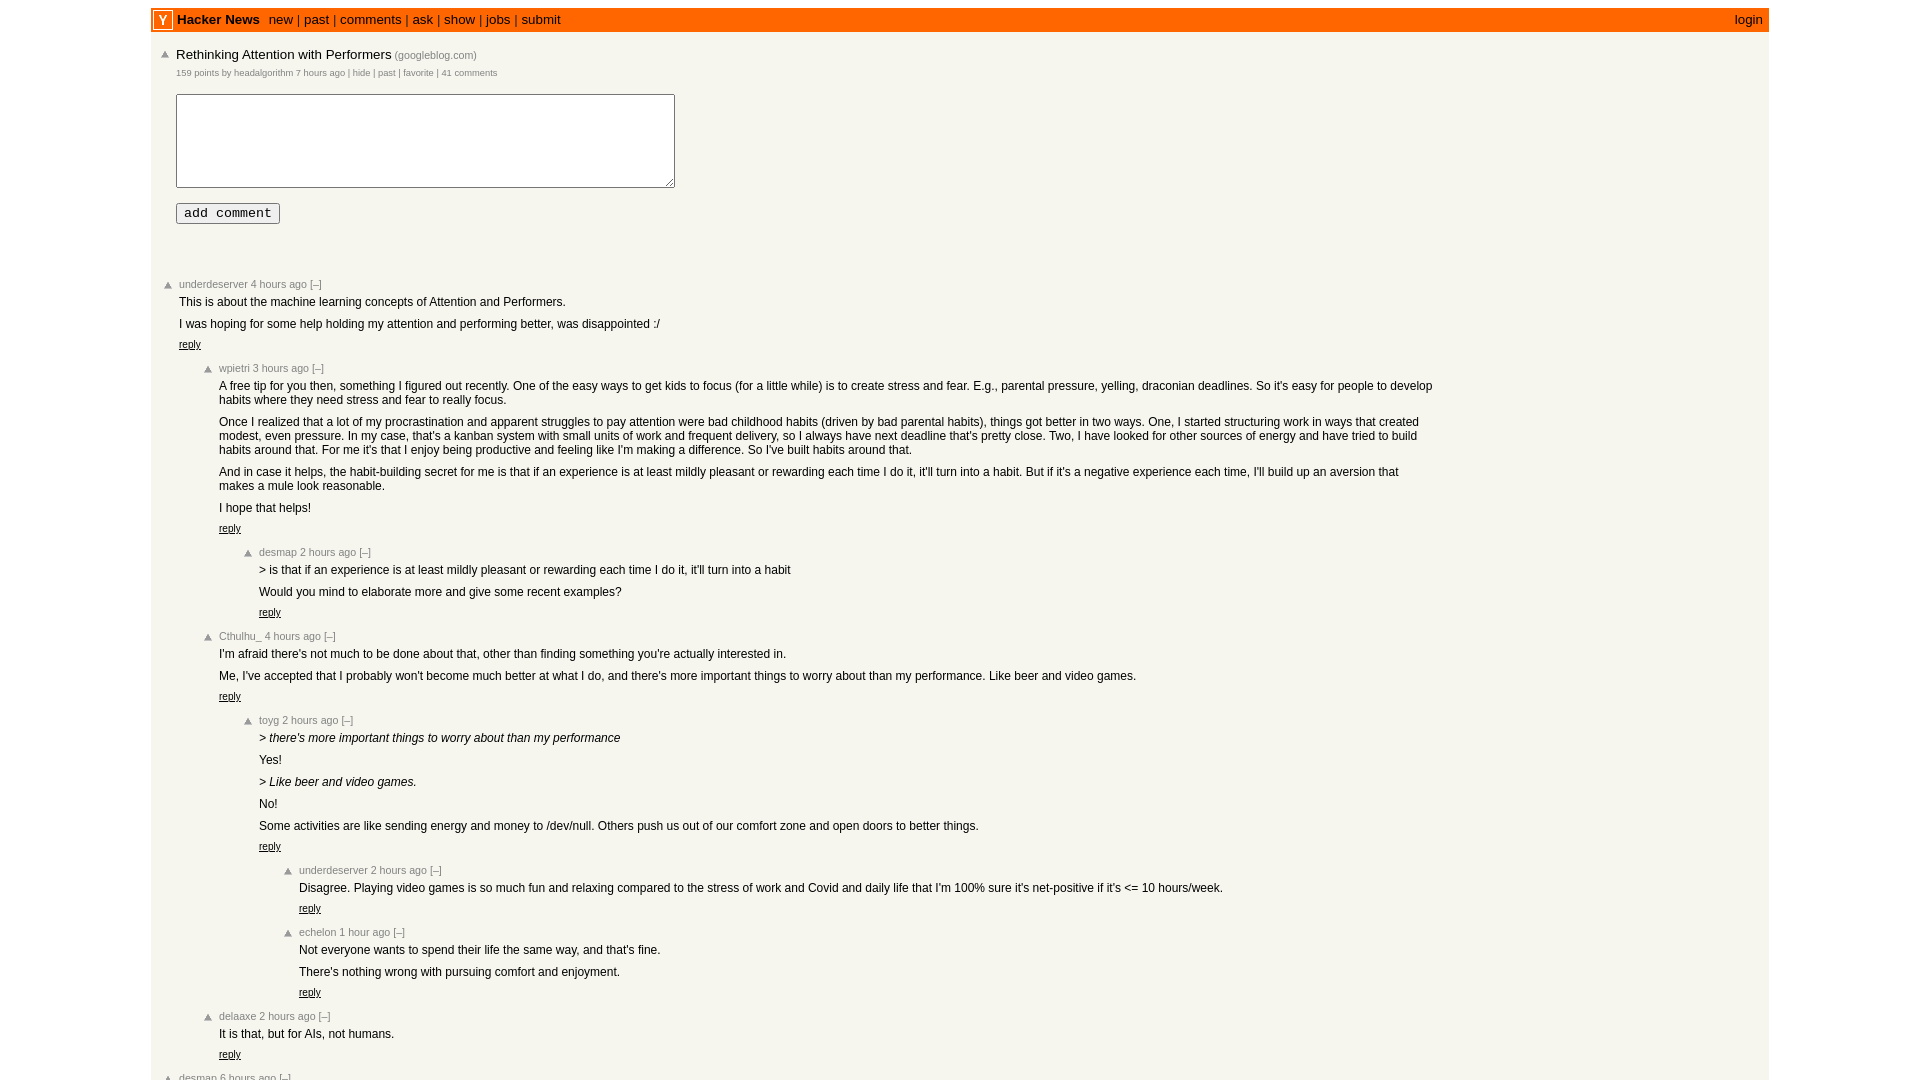 Y Hacker News new | past | comments | ask | show | jobs | submit login
Rethinking Attention with Performers (googleblog.com)
159 points by headalgorithm 7 hours ago | hide | past | favorite | 41 comments
add comment
underdeserver 4 hours ago [–]
This is about the machine learning concepts of Attention and Performers.
I was hoping for some help holding my attention and performing better, was disappointed :/
reply
wpietri 3 hours ago [–]
A free tip for you then, something I figured out recently. One of the easy ways to get kids to focus (for a little while) is to create stress and fear. E.g., parental pressure, yelling, draconian deadlines. So it's easy for people to develop
habits where they need stress and fear to really focus.
Once I realized that a lot of my procrastination and apparent struggles to pay attention were bad childhood habits (driven by bad parental habits), things got better in two ways. One, I started structuring work in ways that created
modest, even pressure. In my case, that's a kanban system with small units of work and frequent delivery, so I always have next deadline that's pretty close. Two, I have looked for other sources of energy and have tried to build
habits around that. For me it's that I enjoy being productive and feeling like I'm making a difference. So I've built habits around that.
And in case it helps, the habit-building secret for me is that if an experience is at least mildly pleasant or rewarding each time I do it, it'll turn into a habit. But if it's a negative experience each time, I'll build up an aversion that
makes a mule look reasonable.
I hope that helps!
reply
desmap 2 hours ago [–]
> is that if an experience is at least mildly pleasant or rewarding each time I do it, it'll turn into a habit
Would you mind to elaborate more and give some recent examples?
reply
Cthulhu_ 4 hours ago [–]
I'm afraid there's not much to be done about that, other than finding something you're actually interested in.
Me, I've accepted that I probably won't become much better at what I do, and there's more important things to worry about than my performance. Like beer and video games.
reply
toyg 2 hours ago [–]
> there's more important things to worry about than my performance
Yes!
> Like beer and video games.
No!
Some activities are like sending energy and money to /dev/null. Others push us out of our comfort zone and open doors to better things.
reply
underdeserver 2 hours ago [–]
Disagree. Playing video games is so much fun and relaxing compared to the stress of work and Covid and daily life that I'm 100% sure it's net-positive if it's <= 10 hours/week.
reply
echelon 1 hour ago [–]
Not everyone wants to spend their life the same way, and that's fine.
There's nothing wrong with pursuing comfort and enjoyment.
reply
delaaxe 2 hours ago [–]
It is that, but for AIs, not humans.
reply
desmap 6 hours ago [–]